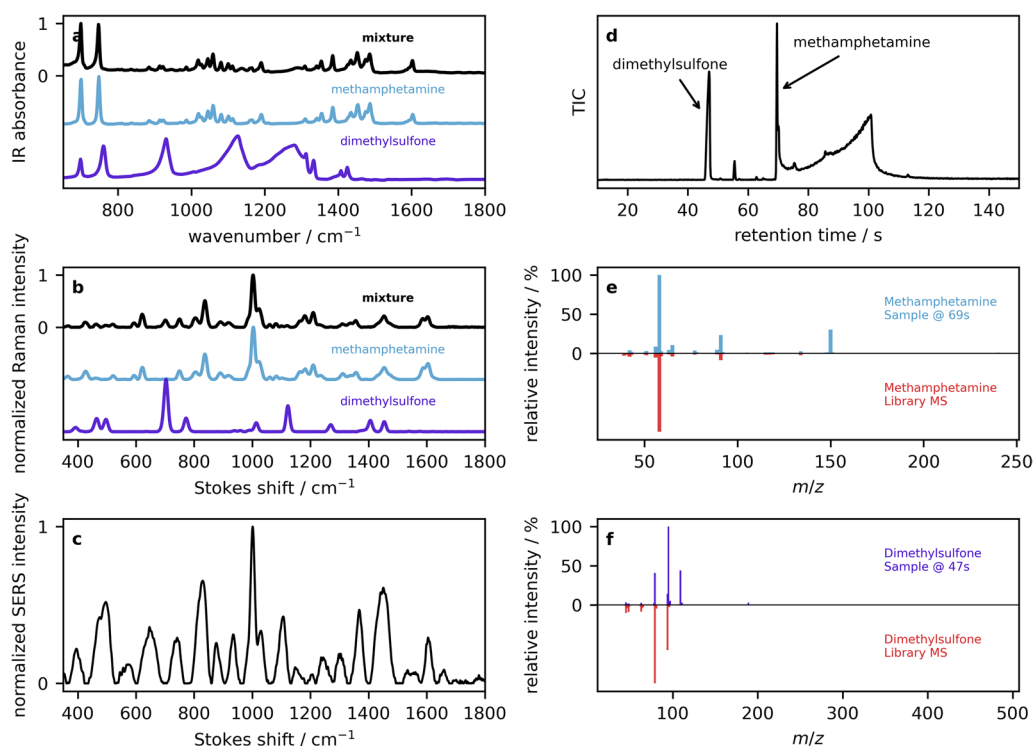 a
mixture
methamphetamine
dimethylsulfone
1
0
IR absorbance
800 1000 1200 1400 1600 1800
wavenumber / cm⁻¹
b
mixture
methamphetamine
dimethylsulfone
1
0
normalized Raman intensity
400 600 800 1000 1200 1400 1600 1800
Stokes shift / cm⁻¹
c
1
0
normalized SERS intensity
400 600 800 1000 1200 1400 1600 1800
Stokes shift / cm⁻¹
d
methamphetamine
dimethylsulfone
TIC
20 40 60 80 100 120 140
retention time / s
e
100
50
0
relative intensity / %
Methamphetamine
Sample @ 69s
Methamphetamine
Library MS
50 100 150 200 250
m/z
f
100
50
0
relative intensity / %
Dimethylsulfone
Sample @ 47s
Dimethylsulfone
Library MS
100 200 300 400 500
m/z